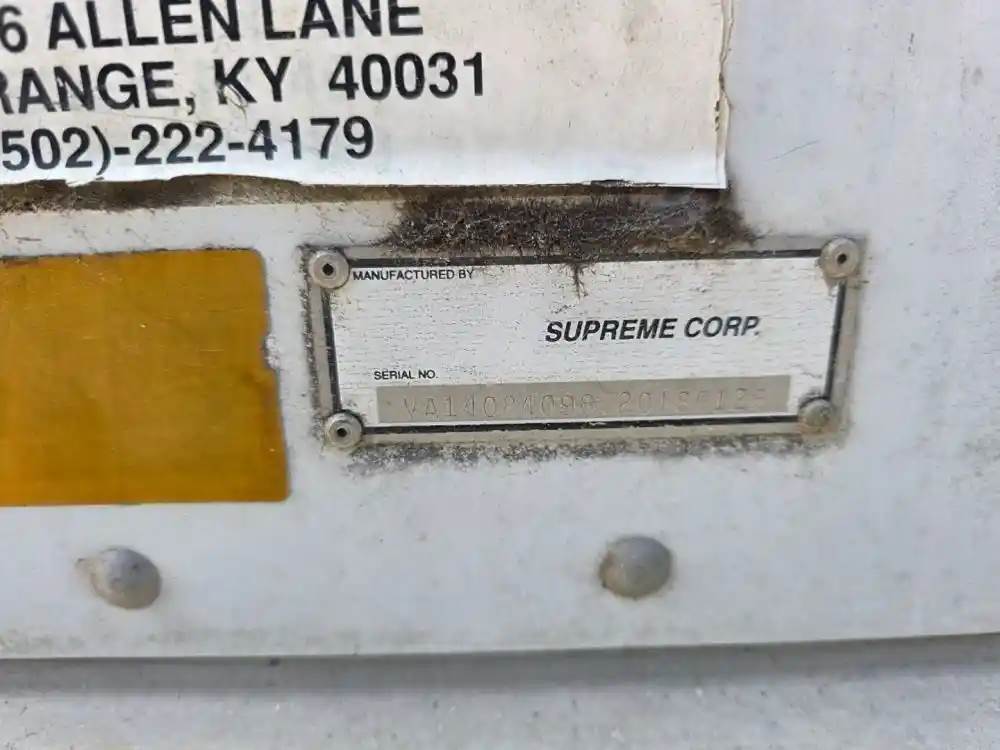 6 ALLEN LANE
RANGE, KY 40031
502)-222-4179
MANUFACTURED BY
SUPREME CORP.
SERIAL NO.